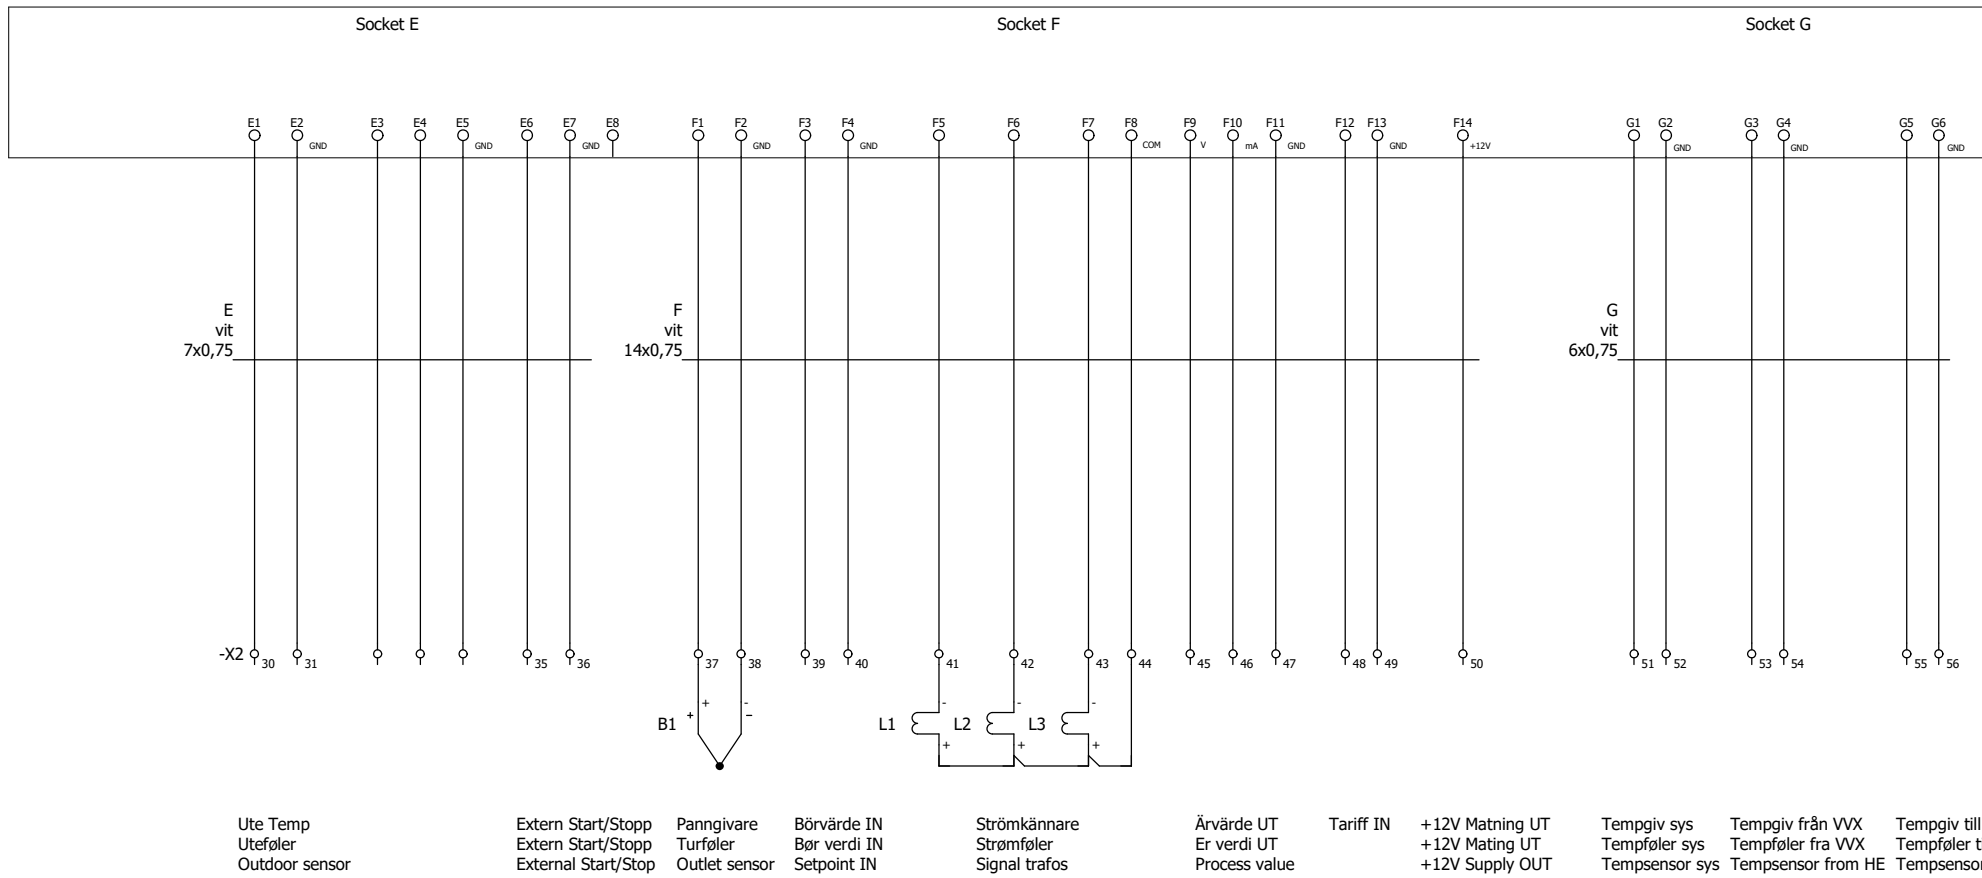 Socket E Socket F Socket G
E1 E2 E3 E4 E5 E6 E7 E8 F1 F2 F3 F4 F5 F6 F7 F8 F9 F10 F11 F12 F13 F14 G1 G2 G3 G4 G5 G6
GND GND GND GND GND COM V mA GND GND +12V GND GND GND
E F G
vit vit vit
7x0,75 14x0,75 6x0,75
-X2 30 31 35 36 37 38 39 40 41 42 43 44 45 46 47 48 49 50 51 52 53 54 55 56
+ - - - -
B1 + − L1 L2 L3
+ + +
Ute Temp Extern Start/Stopp Panngivare Börvärde IN Strömkännare Ärvärde UT Tariff IN +12V Matning UT Tempgiv sys Tempgiv från VVX Tempgiv till
Uteføler Extern Start/Stopp Turføler Bør verdi IN Strømføler Er verdi UT +12V Mating UT Tempføler sys Tempføler fra VVX Tempføler t
Outdoor sensor External Start/Stop Outlet sensor Setpoint IN Signal trafos Process value +12V Supply OUT Tempsensor sys Tempsensor from HE Tempsensor